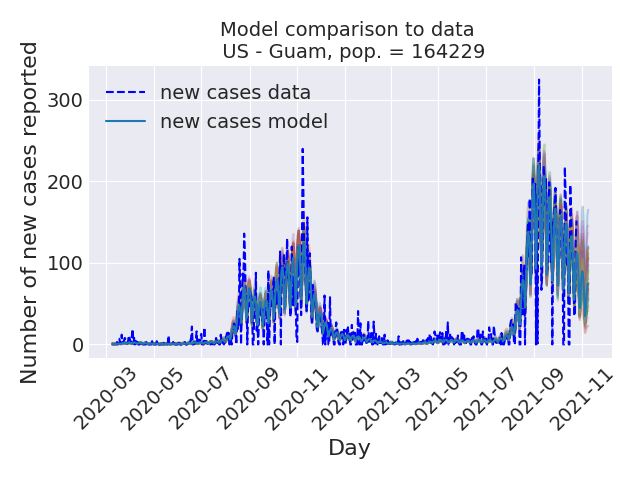 Model comparison to data
US - Guam, pop. = 164229
Number of new cases reported
300
200
100
0
new cases data
new cases model
2020-03
2020-05
2020-07
2020-09
2020-11
2021-01
2021-03
2021-05
2021-07
2021-09
2021-11
Day